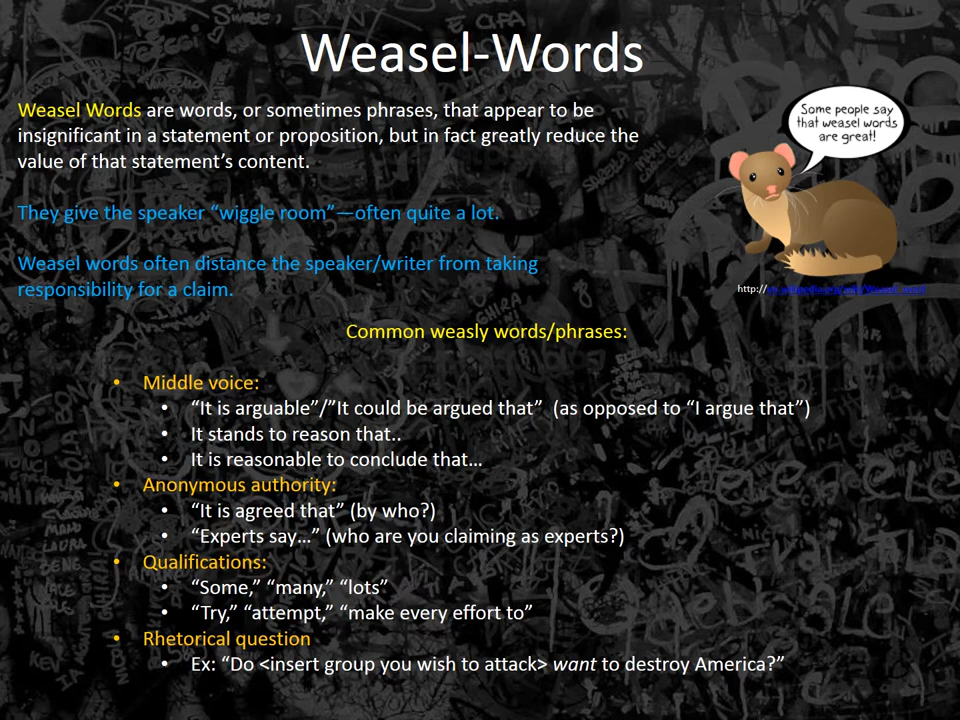 Weasel-Words
Weasel Words are words, or sometimes phrases, that appear to be
insignificant in a statement or proposition, but in fact greatly reduce the
value of that statement’s content.
They give the speaker “wiggle room”—often quite a lot.
Weasel words often distance the speaker/writer from taking
responsibility for a claim.
Some people say
that weasel words
are great!
http://
Common weasly words/phrases:
• Middle voice:
• “It is arguable”/”It could be argued that” (as opposed to “I argue that”)
• It stands to reason that..
• It is reasonable to conclude that…
• Anonymous authority:
• “It is agreed that” (by who?)
• “Experts say…” (who are you claiming as experts?)
• Qualifications:
• “Some,” “many,” “lots”
• “Try,” “attempt,” “make every effort to”
• Rhetorical question
• Ex: “Do <insert group you wish to attack> want to destroy America?”